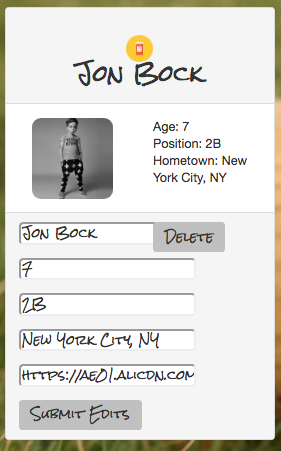 Jon Bock
Age: 7
Position: 2B
Hometown: New
York City, NY
Jon Bock
Delete
7
2B
New York City, NY
https://ae01.alicdn.com
Submit Edits